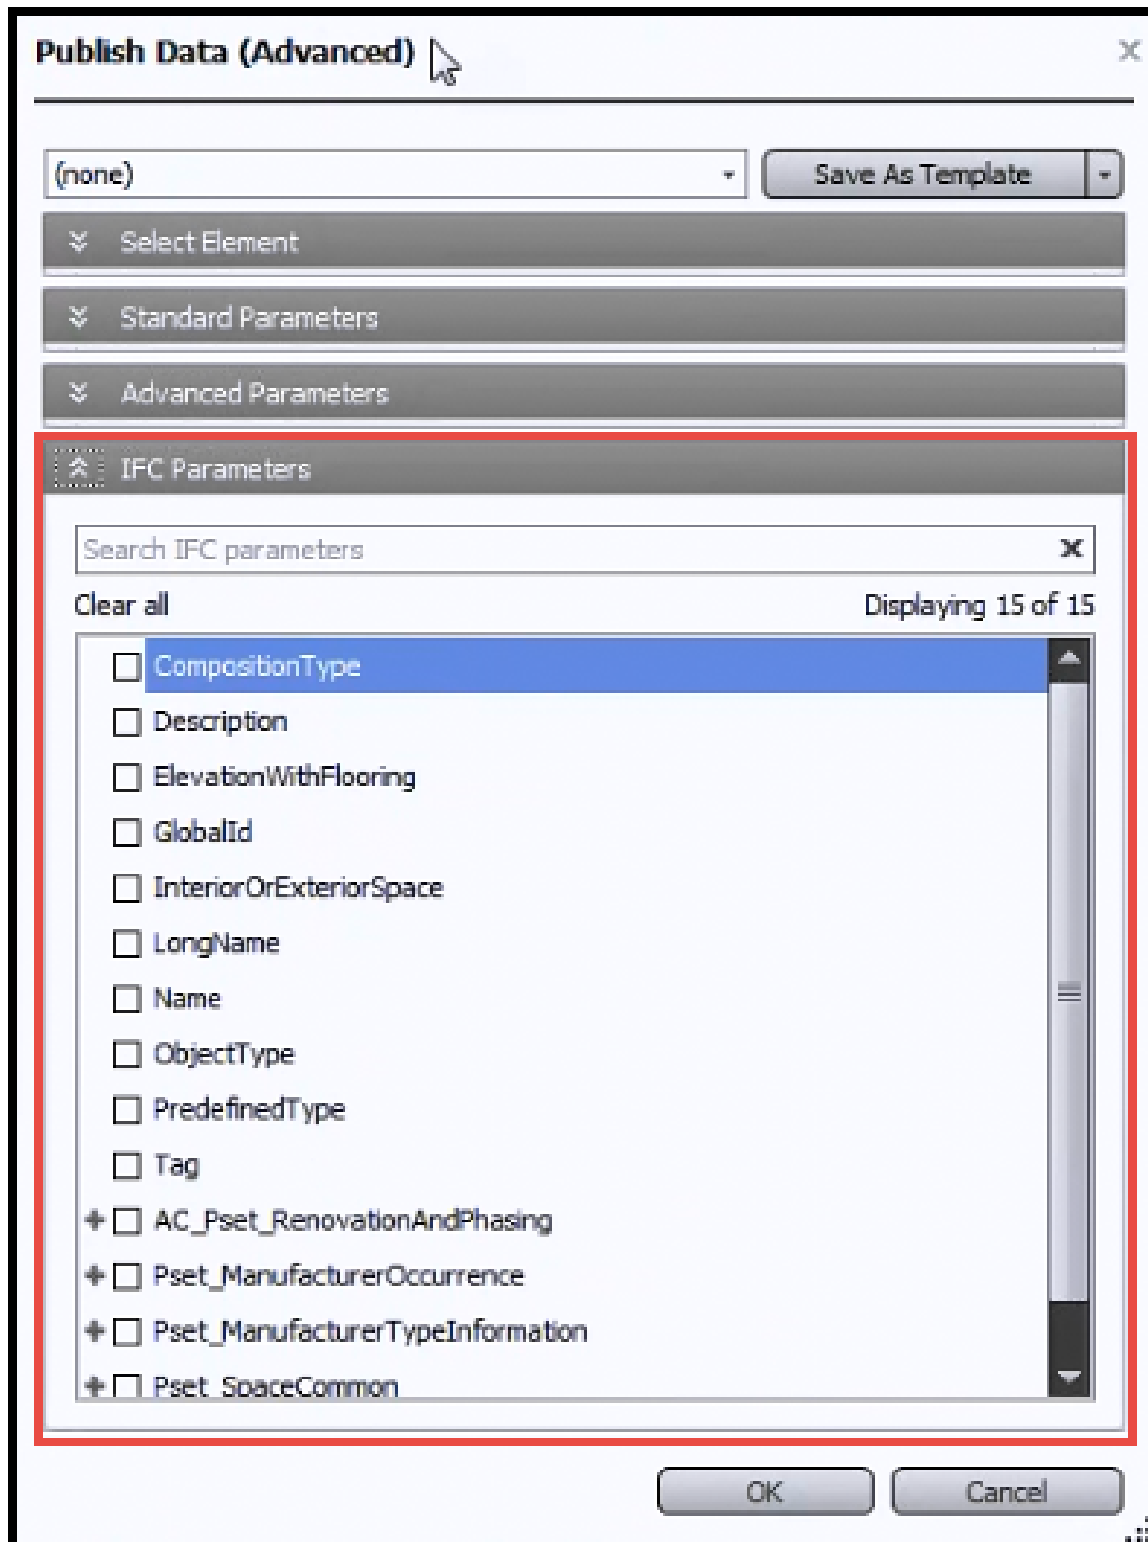 Publish Data (Advanced)
(none)
Save As Template
Select Element
Standard Parameters
Advanced Parameters
IFC Parameters
Search IFC parameters
Clear all
Displaying 15 of 15
CompositionType
Description
ElevationWithFlooring
GlobalId
InteriorOrExteriorSpace
LongName
Name
ObjectType
PredefinedType
Tag
AC_Pset_RenovationAndPhasing
Pset_ManufacturerOccurrence
Pset_ManufacturerTypeInformation
Pset_SpaceCommon
OK
Cancel